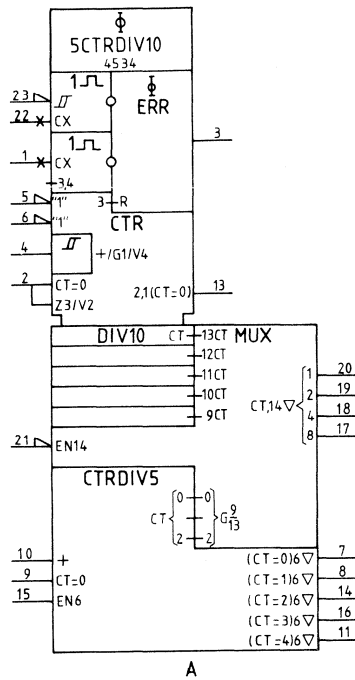 Φ
5CTRDIV10
4534
1
Φ
23
ERR
22
CX
3
1
1
CX
3,4
5
"1"
3
R
6
"1"
CTR
4
+/G1/V4
2
CT=0
2,1(CT=0)
13
Z3/V2
DIV10
CT
13CT
MUX
12CT
11CT
10CT
9CT
1
20
2
19
CT,14▽
4
18
8
17
21
EN14
CTRDIV5
0
0
CT
G 9/13
2
2
10
+
(CT=0)6▽
7
9
CT=0
(CT=1)6▽
8
15
EN6
(CT=2)6▽
14
(CT=3)6▽
16
(CT=4)6▽
11
A